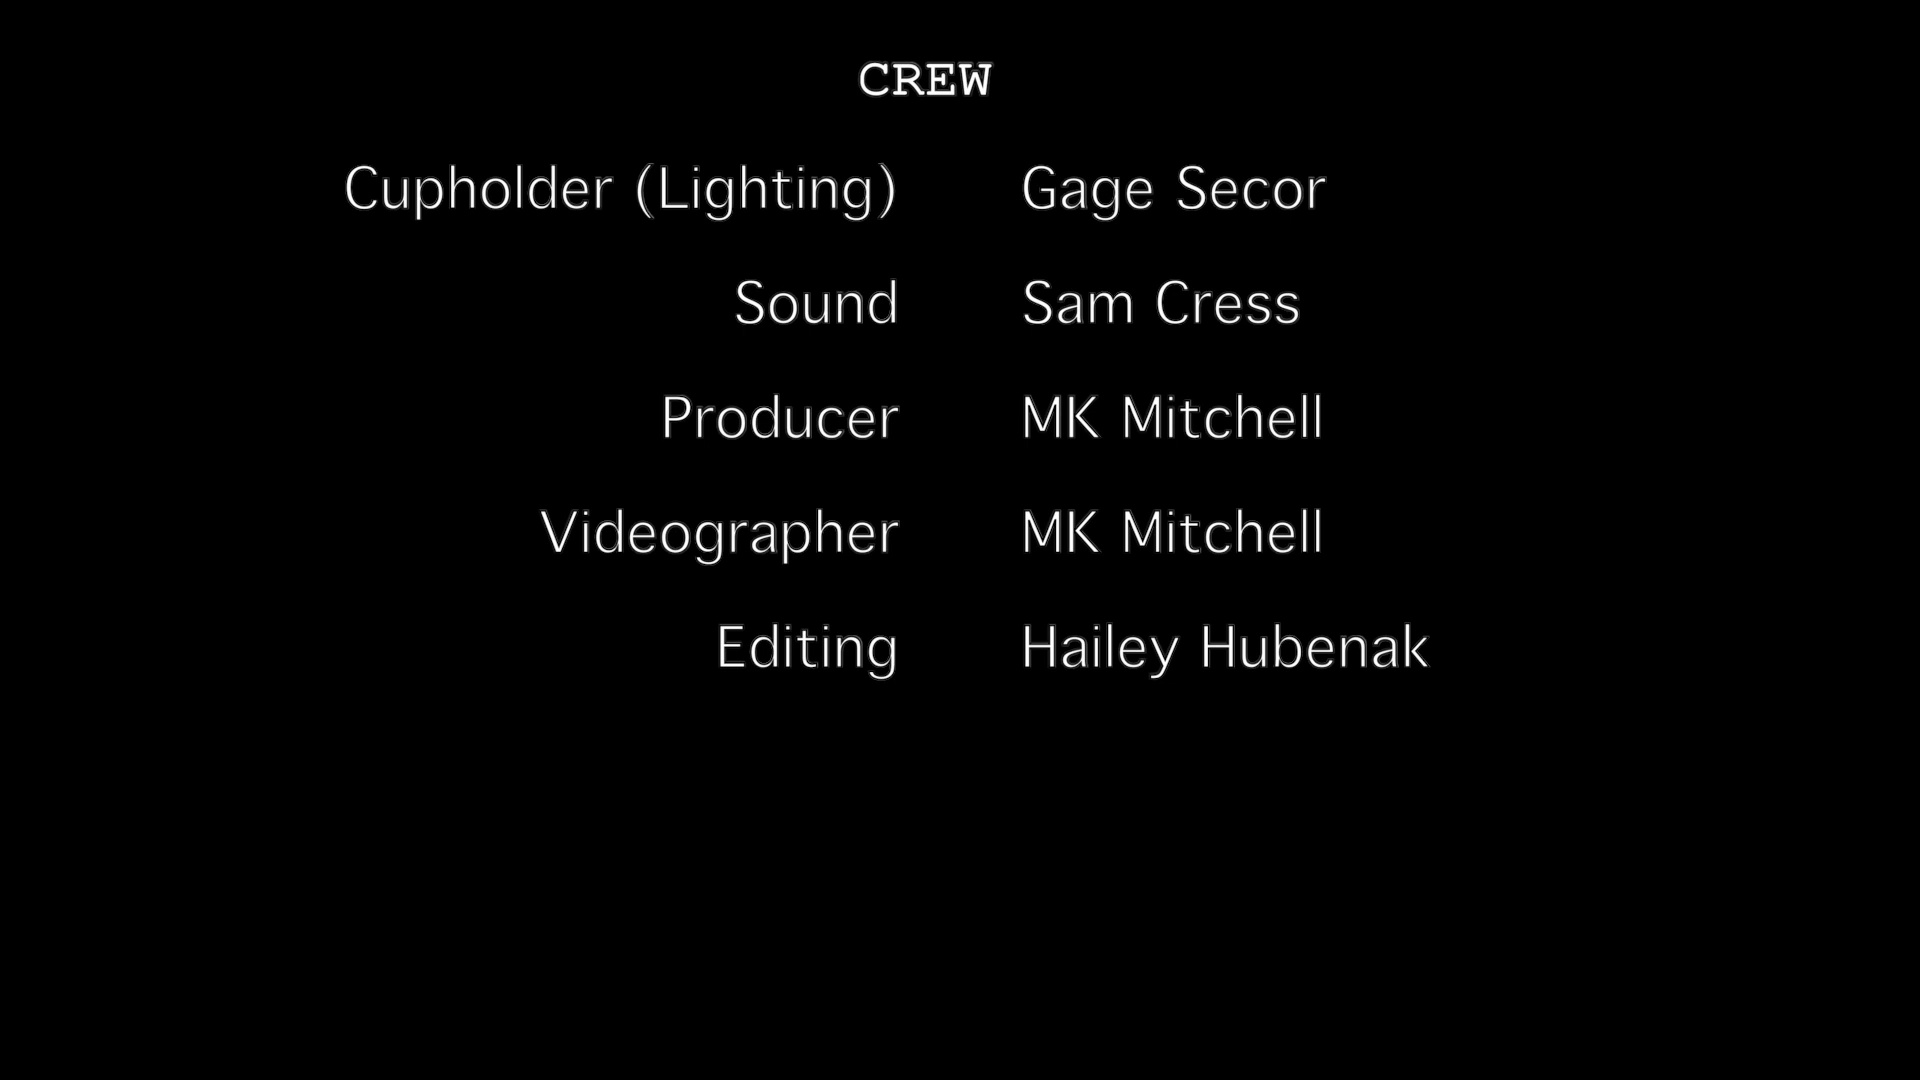 CREW
Cupholder (Lighting) Gage Secor
Sound Sam Cress
Producer MK Mitchell
Videographer MK Mitchell
Editing Hailey Hubenak